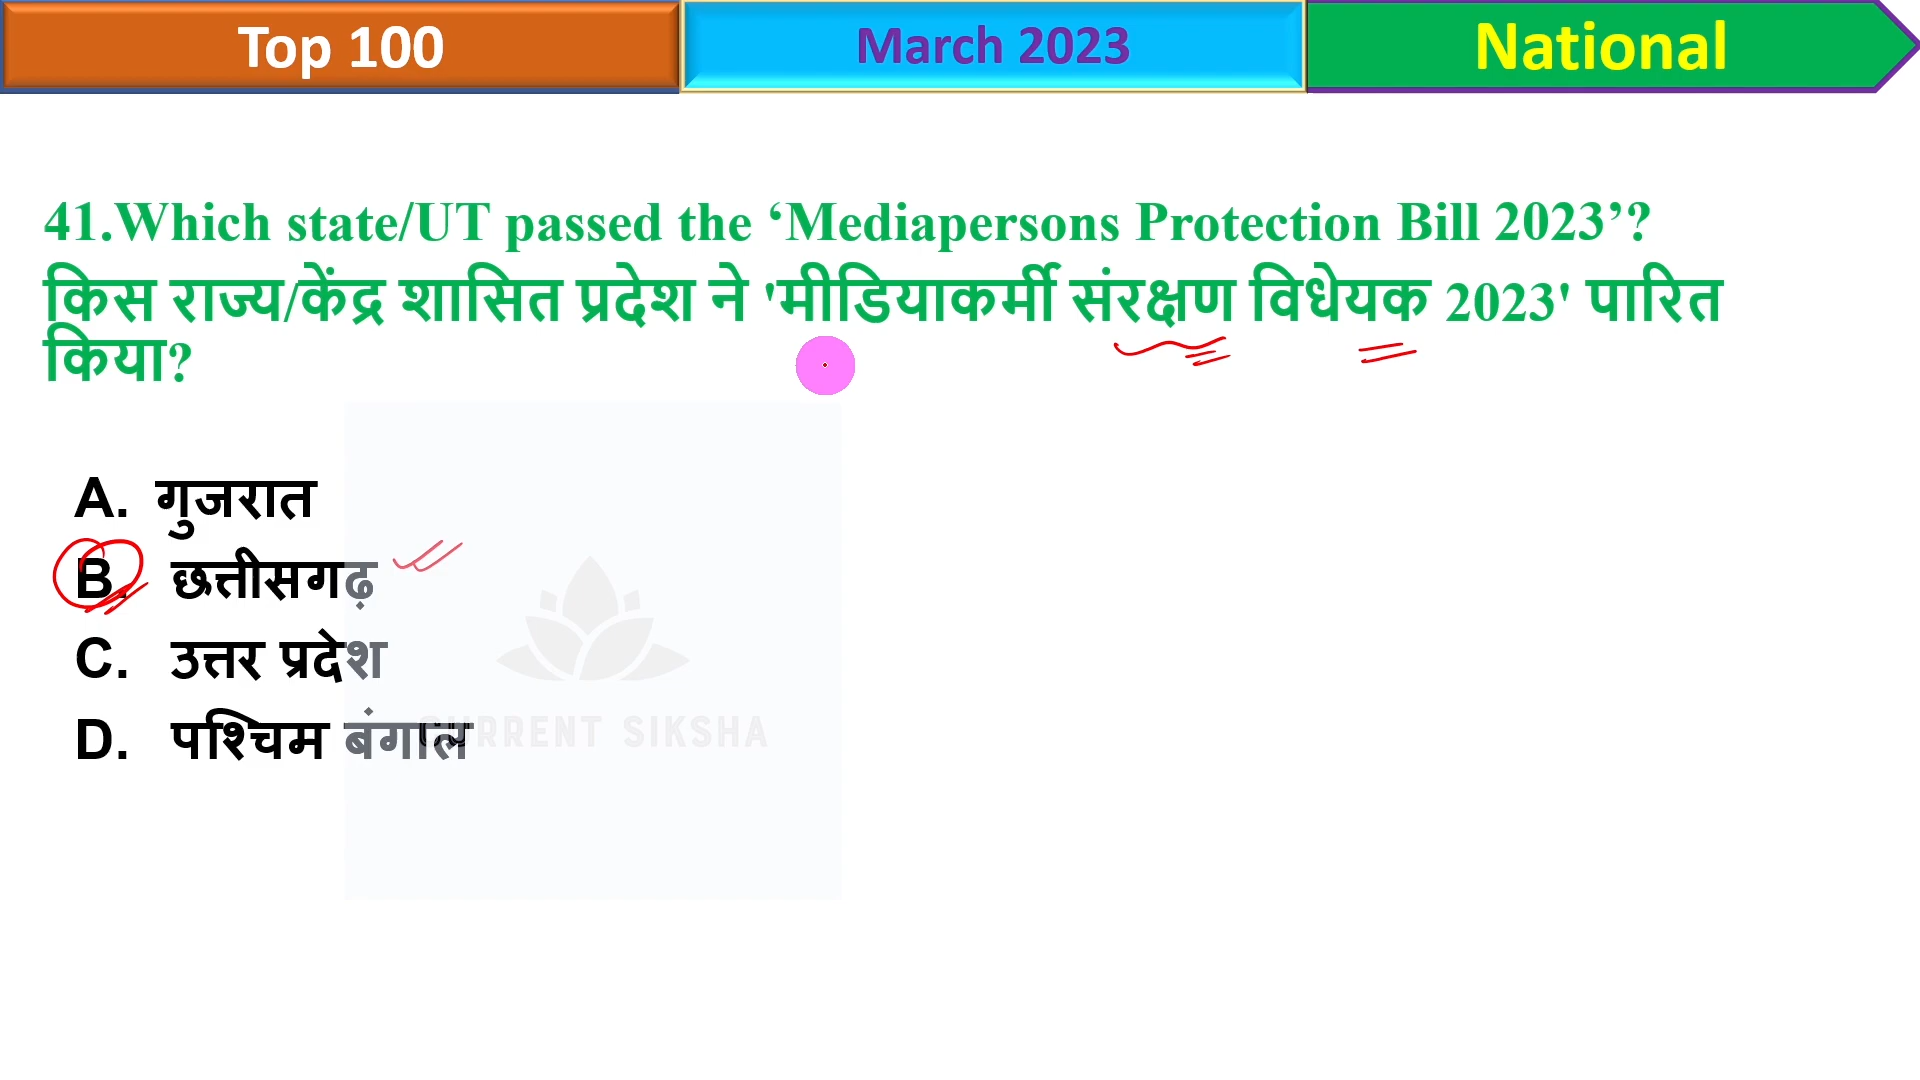 Top 100
March 2023
National
41.Which state/UT passed the ‘Mediapersons Protection Bill 2023’?
किस राज्य/केंद्र शासित प्रदेश ने 'मीडियाकर्मी संरक्षण विधेयक 2023' पारित
किया?
A. गुजरात
B. छत्तीसगढ़
C. उत्तर प्रदेश
D. पश्चिम बंगाल
CURRENT SIKSHA